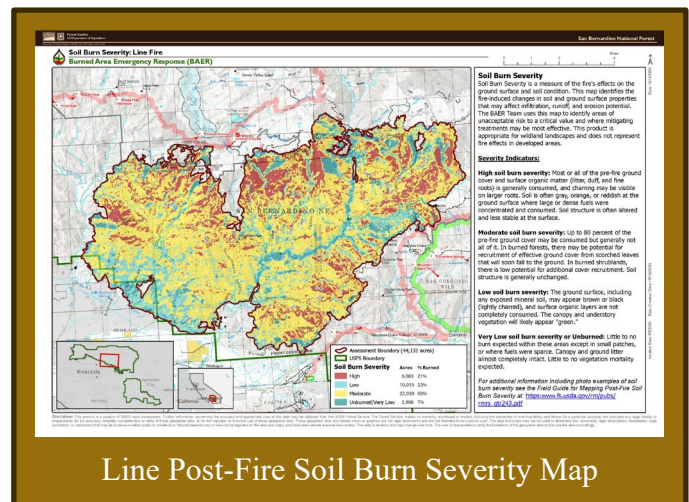 San Bernardino National Forest
Soil Burn Severity: Line Fire
Burned Area Emergency Response (BAER)
Miles
Soil Burn Severity
Soil Burn Severity is a measure of the fire's effects on the
ground surface and soil condition. This map identifies the
fire-induced changes in soil and ground surface properties
that may affect infiltration, runoff, and erosion potential.
The BAER Team uses this map to identify areas of
unacceptable risk to a critical value and where mitigating
treatments may be most effective. This product is
appropriate for wildland landscapes and does not represent
fire effects in developed areas.
Severity Indicators:
High soil burn severity: Most or all of the pre-fire ground
cover and surface organic matter (litter, duff, and fine
roots) is generally consumed, and charring may be visible
on larger roots. Soil is often gray, orange, or reddish at the
ground surface where large or dense fuels were
concentrated and consumed. Soil structure is often altered
and less stable at the surface.
Moderate soil burn severity: Up to 80 percent of the
pre-fire ground cover may be consumed but generally not
all of it. In burned forests, there may be potential for
recruitment of effective ground cover from scorched leaves
that will soon fall to the ground. In burned shrublands,
there is low potential for additional cover recruitment. Soil
structure is generally unchanged.
Low soil burn severity: The ground surface, including
any exposed mineral soil, may appear brown or black
(lightly charred), and surface organic layers are not
completely consumed. The canopy and understory
vegetation will likely appear "green."
Very Low soil burn severity or Unburned: Little to no
burn expected within these areas except in small patches,
or where fuels were sparse. Canopy and ground litter
almost completely intact. Little to no vegetation mortality
expected.
For additional information including photo examples of soil
burn severity see the Field Guide for Mapping Post-Fire Soil
Burn Severity at: https://www.fs.usda.gov/rm/pubs/
rmrs_gtr243.pdf
SAN BERNARDINO NF
Riverside
California
Assessment Boundary (44,132 acres)
USFS Boundary
Soil Burn Severity Acres % Burned
High 21%
Low 10,015 23%
Moderate 22,039 50%
Unburned/Very Low 2,996 7%
Line Post-Fire Soil Burn Severity Map